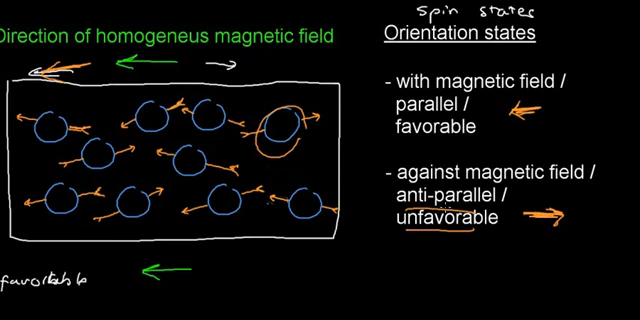 spin states
Direction of homogeneus magnetic field
Orientation states
- with magnetic field /
parallel /
favorable
- against magnetic field /
anti-parallel /
unfavorable